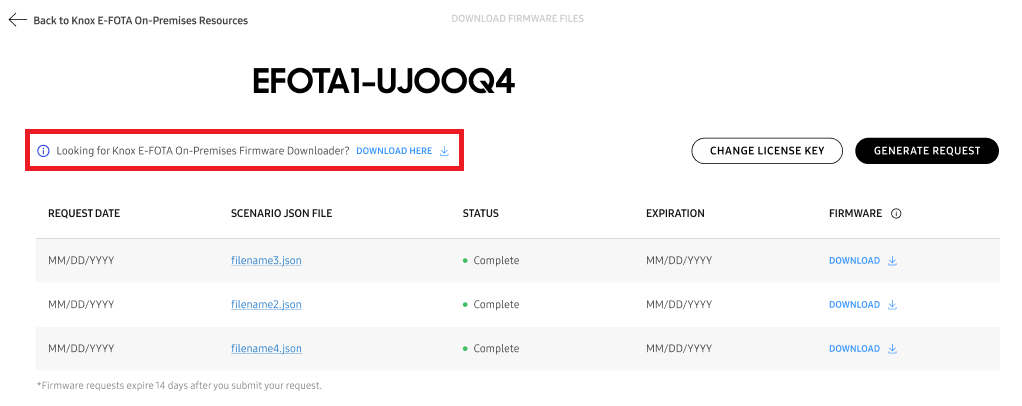 Back to Knox E-FOTA On-Premises Resources
DOWNLOAD FIRMWARE FILES
EFOTA1-UJOOQ4
Looking for Knox E-FOTA On-Premises Firmware Downloader? DOWNLOAD HERE
CHANGE LICENSE KEY
GENERATE REQUEST
REQUEST DATE SCENARIO JSON FILE STATUS EXPIRATION FIRMWARE
MM/DD/YYYY filename3.json Complete MM/DD/YYYY DOWNLOAD
MM/DD/YYYY filename2.json Complete MM/DD/YYYY DOWNLOAD
MM/DD/YYYY filename4.json Complete MM/DD/YYYY DOWNLOAD
*Firmware requests expire 14 days after you submit your request.